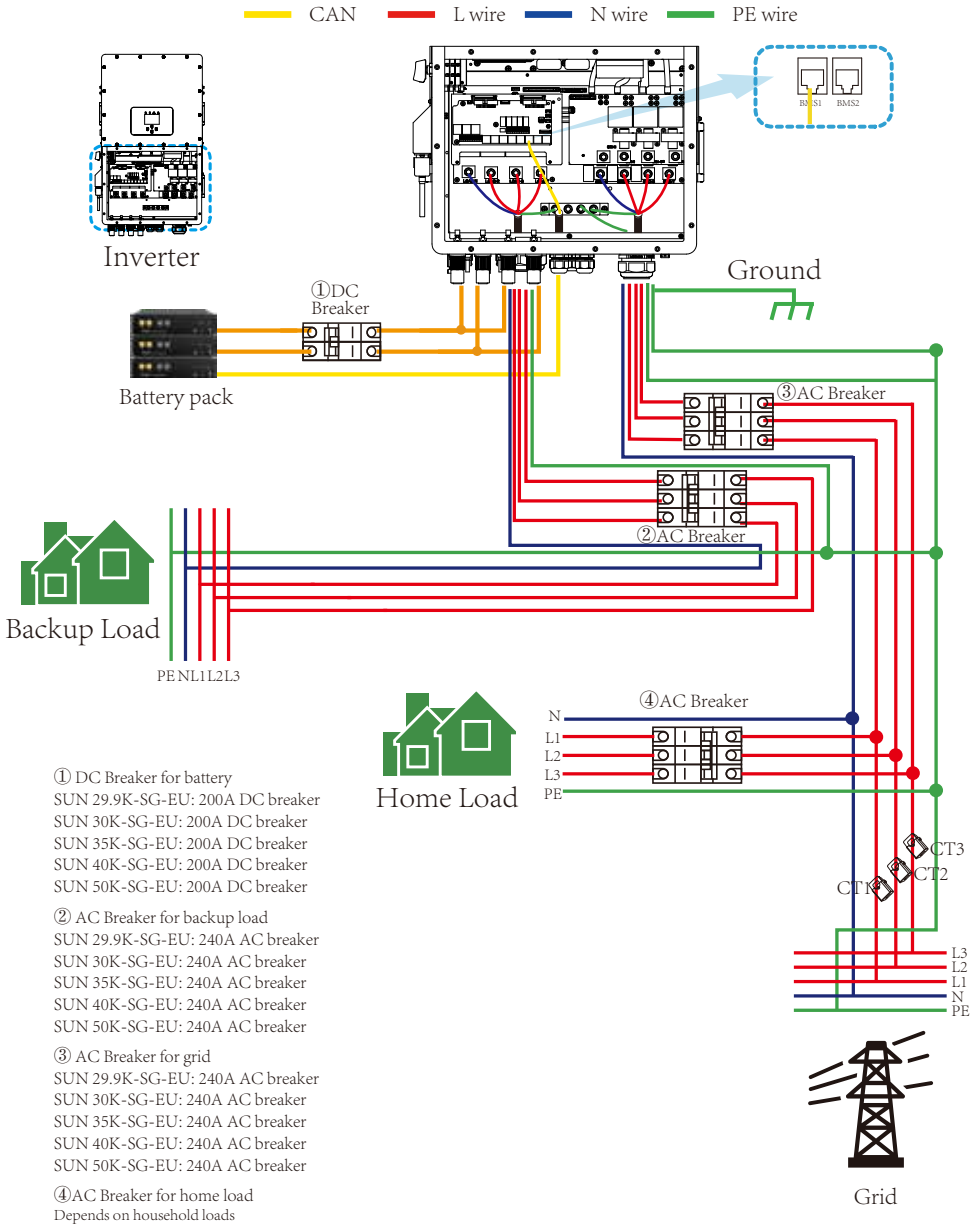 CAN L wire N wire PE wire
BMS1 BMS2
Inverter
Ground
①DC
Breaker
Battery pack
③AC Breaker
②AC Breaker
Backup Load
PE N L1 L2 L3
④AC Breaker
N
L1
L2
L3
PE
Home Load
① DC Breaker for battery
SUN 29.9K-SG-EU: 200A DC breaker
SUN 30K-SG-EU: 200A DC breaker
SUN 35K-SG-EU: 200A DC breaker
SUN 40K-SG-EU: 200A DC breaker
SUN 50K-SG-EU: 200A DC breaker
② AC Breaker for backup load
SUN 29.9K-SG-EU: 240A AC breaker
SUN 30K-SG-EU: 240A AC breaker
SUN 35K-SG-EU: 240A AC breaker
SUN 40K-SG-EU: 240A AC breaker
SUN 50K-SG-EU: 240A AC breaker
③ AC Breaker for grid
SUN 29.9K-SG-EU: 240A AC breaker
SUN 30K-SG-EU: 240A AC breaker
SUN 35K-SG-EU: 240A AC breaker
SUN 40K-SG-EU: 240A AC breaker
SUN 50K-SG-EU: 240A AC breaker
④AC Breaker for home load
Depends on household loads
CT3
CT2
CT1
L3
L2
L1
N
PE
Grid